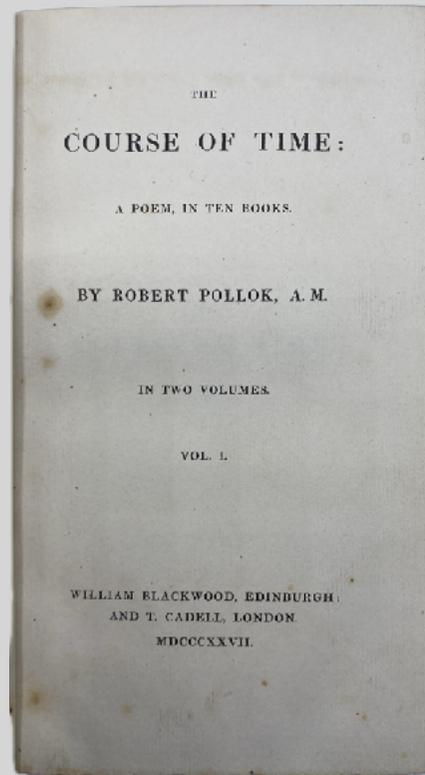 THE
COURSE OF TIME:
A POEM, IN TEN BOOKS.
BY ROBERT POLLOK, A. M.
IN TWO VOLUMES.
VOL. I.
WILLIAM BLACKWOOD, EDINBURGH:
AND T. CADELL, LONDON.
MDCCCXXVII.